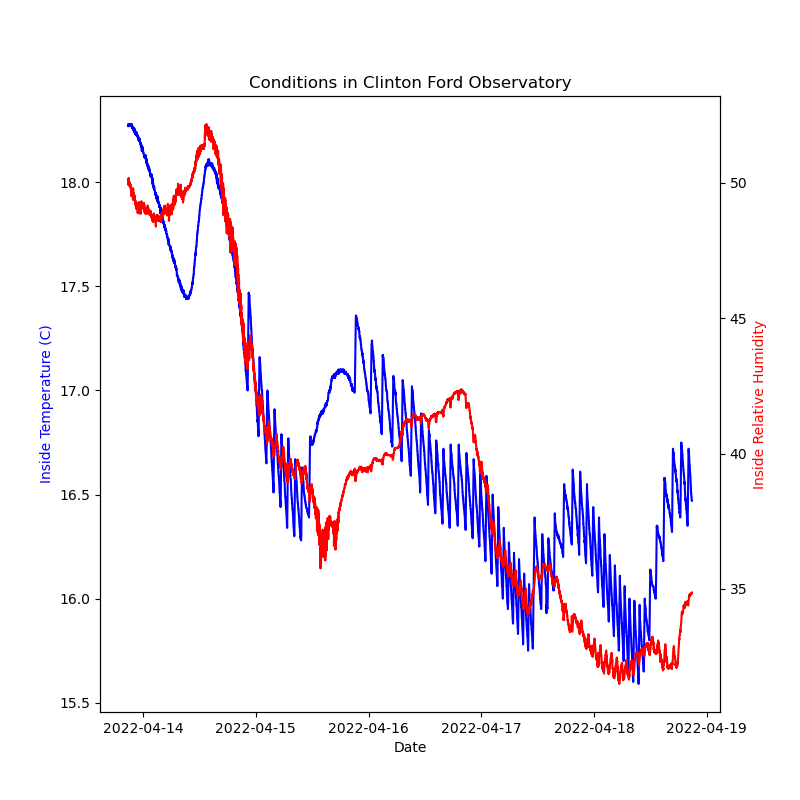 Conditions in Clinton Ford Observatory
18.0
17.5
17.0
16.5
16.0
15.5
Inside Temperature (C)
50
45
40
35
Inside Relative Humidity
2022-04-14 2022-04-15 2022-04-16 2022-04-17 2022-04-18 2022-04-19
Date